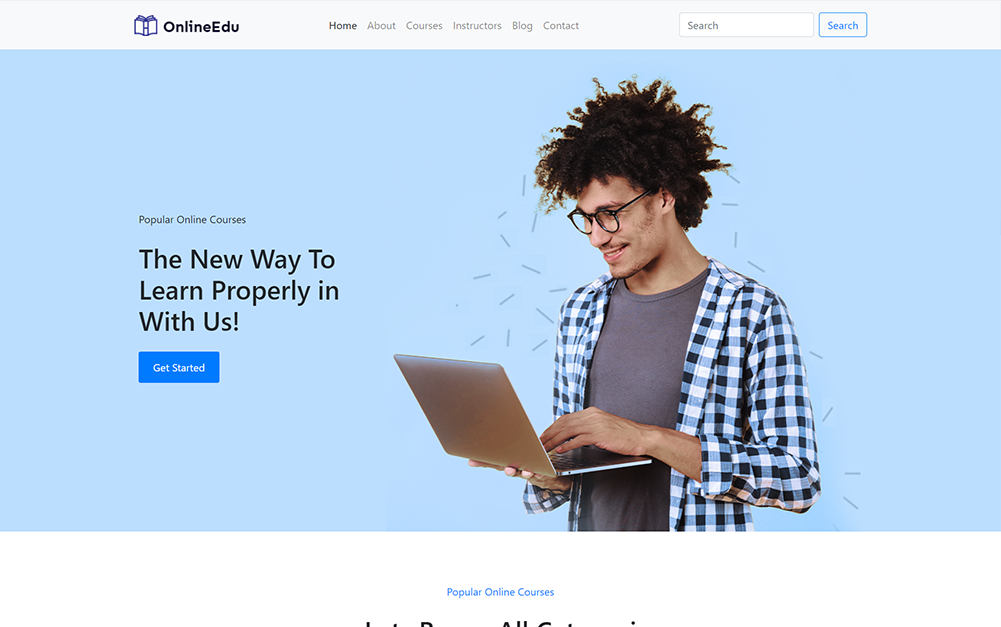 OnlineEdu
Home About Courses Instructors Blog Contact
Search Search
Popular Online Courses
The New Way To
Learn Properly in
With Us!
Get Started
Popular Online Courses